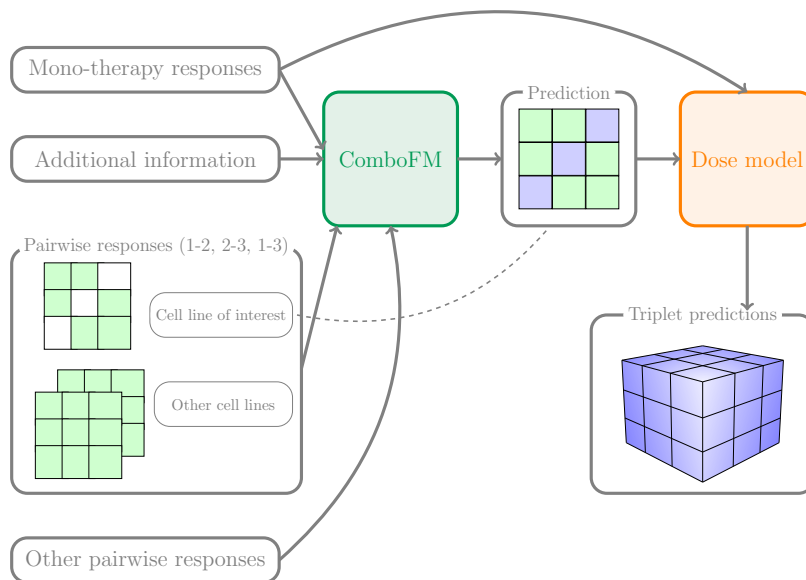 Mono-therapy responses
Additional information
ComboFM
Prediction
Dose model
Pairwise responses (1-2, 2-3, 1-3)
Cell line of interest
Other cell lines
Triplet predictions
Other pairwise responses